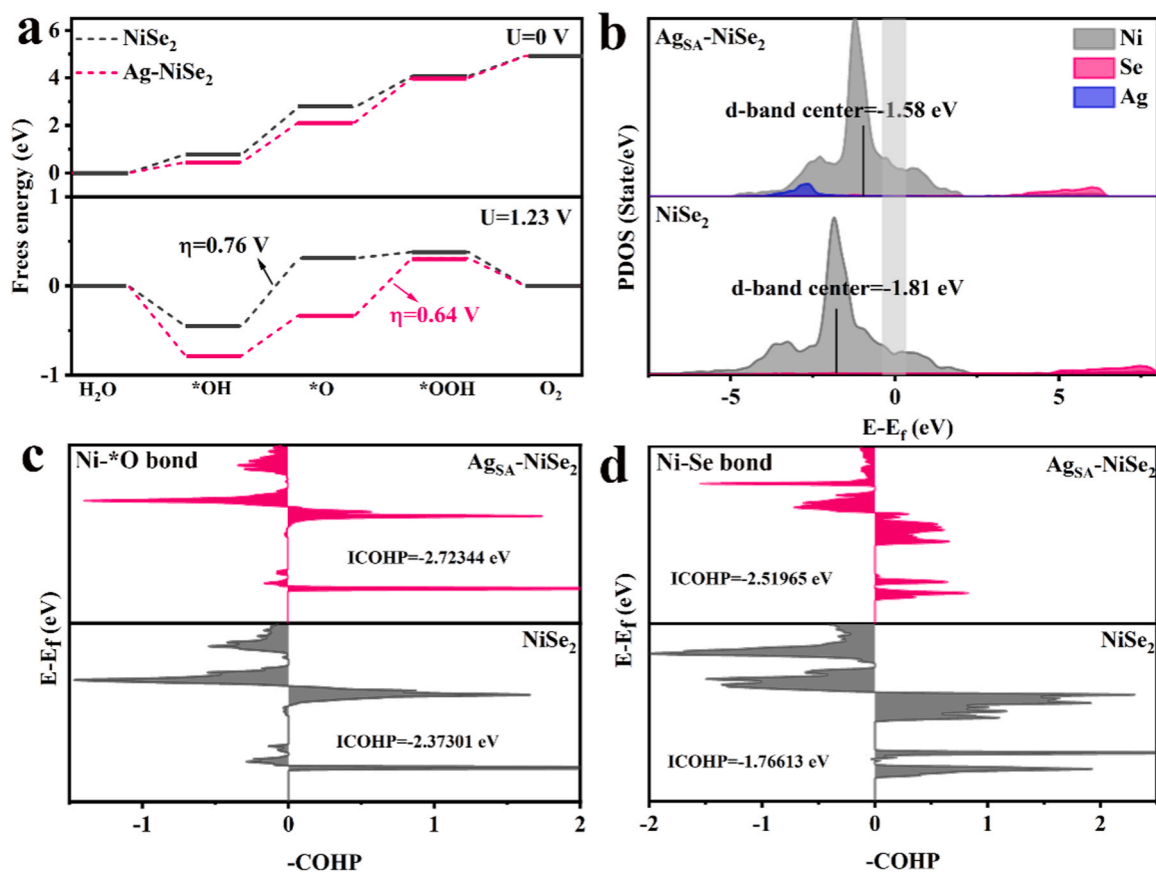 a
NiSe2
Ag-NiSe2
U=0 V
6
4
2
0
1
0
-1
U=1.23 V
η=0.76 V
η=0.64 V
Frees energy (eV)
H2O
*OH
*O
*OOH
O2
b
AgSA-NiSe2
Ni
Se
Ag
d-band center=-1.58 eV
NiSe2
d-band center=-1.81 eV
PDOS (State/eV)
-5
0
5
E-Ef (eV)
c
Ni-*O bond
AgSA-NiSe2
ICOHP=-2.72344 eV
NiSe2
ICOHP=-2.37301 eV
E-Ef (eV)
-1
0
1
2
-COHP
d
Ni-Se bond
AgSA-NiSe2
ICOHP=-2.51965 eV
NiSe2
ICOHP=-1.76613 eV
E-Ef (eV)
-2
-1
0
1
2
-COHP